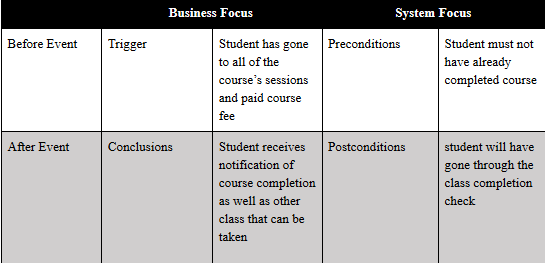 Business Focus System Focus
Before Event Trigger Student has gone Preconditions Student must not
to all of the have already
course's sessions completed course
and paid course
fee
After Event Conclusions Student receives Postconditions student will have
notification of gone through the
course completion class completion
as well as other check
class that can be
taken